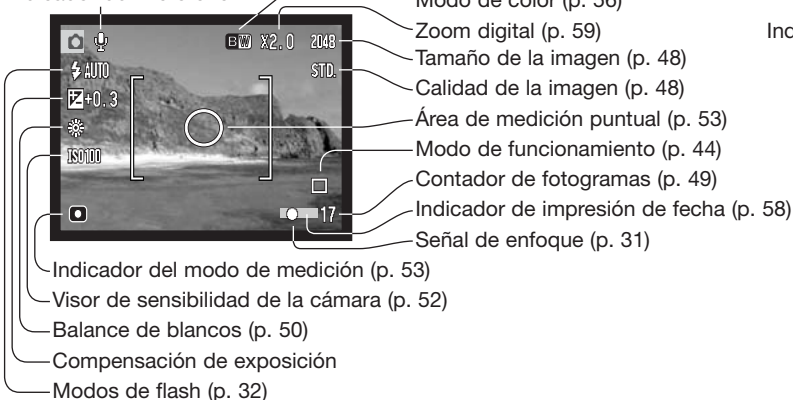 Modo de color (p. 56)
Zoom digital (p. 59)
Ind
Tamaño de la imagen (p. 48)
Calidad de la imagen (p. 48)
Área de medición puntual (p. 53)
Modo de funcionamiento (p. 44)
Contador de fotogramas (p. 49)
Indicador de impresión de fecha (p. 58)
Señal de enfoque (p. 31)
BW X2.0 2048
AUTO STD.
+0.3
ISO100
17
Indicador del modo de medición (p. 53)
Visor de sensibilidad de la cámara (p. 52)
Balance de blancos (p. 50)
Compensación de exposición
Modos de flash (p. 32)